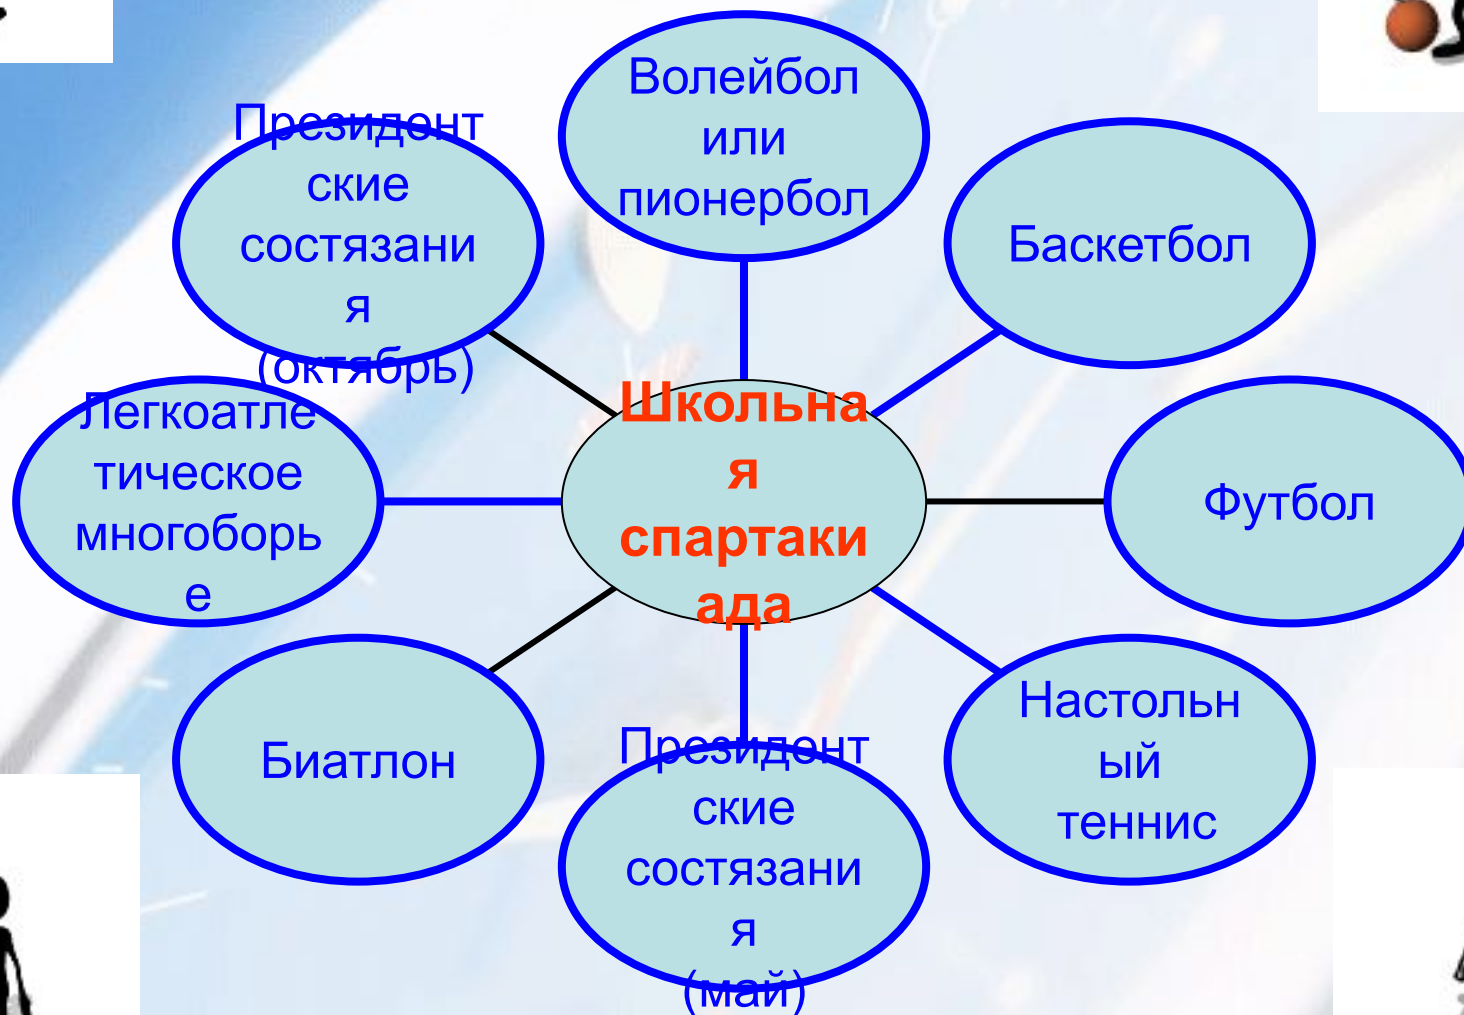 Волейбол
или
пионербол
Президент
ские
состязани
я
(октябрь)
Баскетбол
Легкоатле
тическое
многоборь
е
Школьна
я
спартаки
ада
Футбол
Биатлон
Настольн
ый
теннис
Президент
ские
состязани
я
(май)